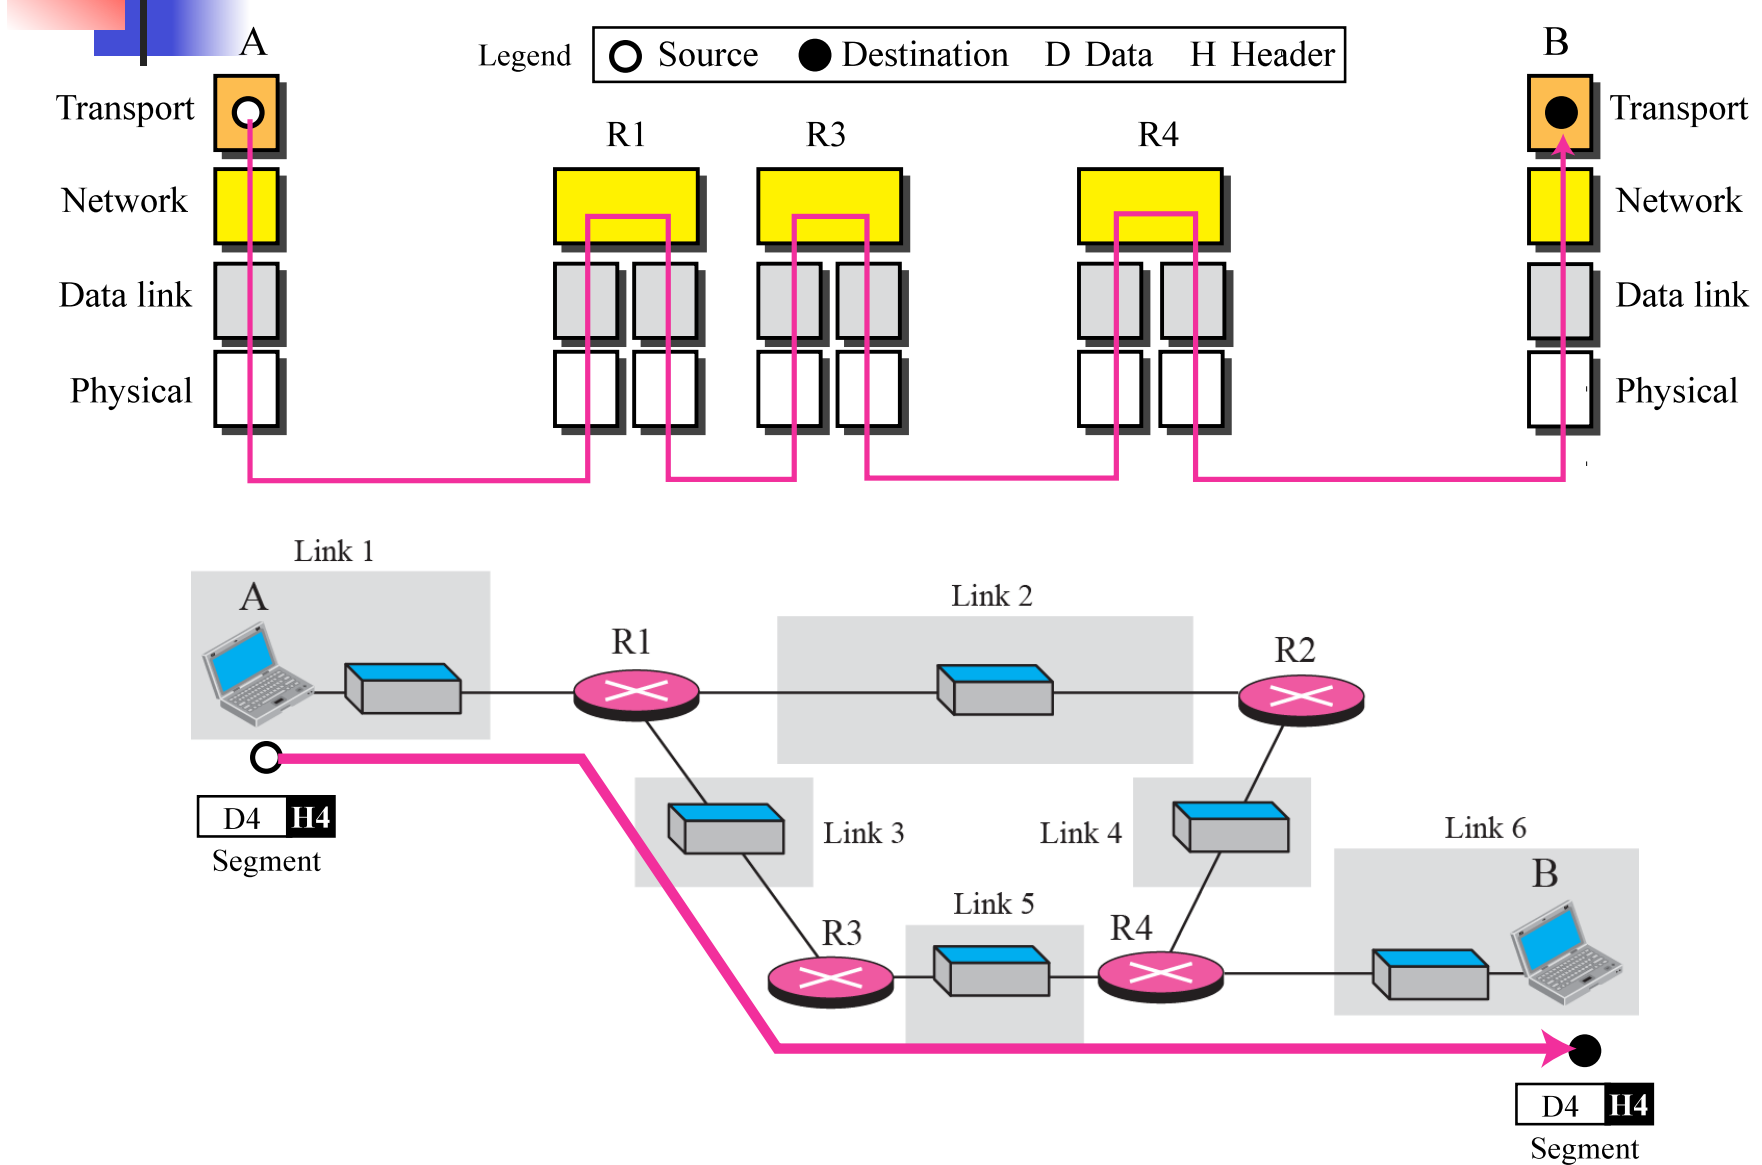 A
Legend Source Destination D Data H Header
B
Transport
Transport
R1 R3 R4
Network
Network
Data link
Data link
Physical
Physical
Link 1
A
Link 2
R1
R2
D4 H4
Segment
Link 3
Link 4
Link 6
B
Link 5
R3
R4
D4 H4
Segment